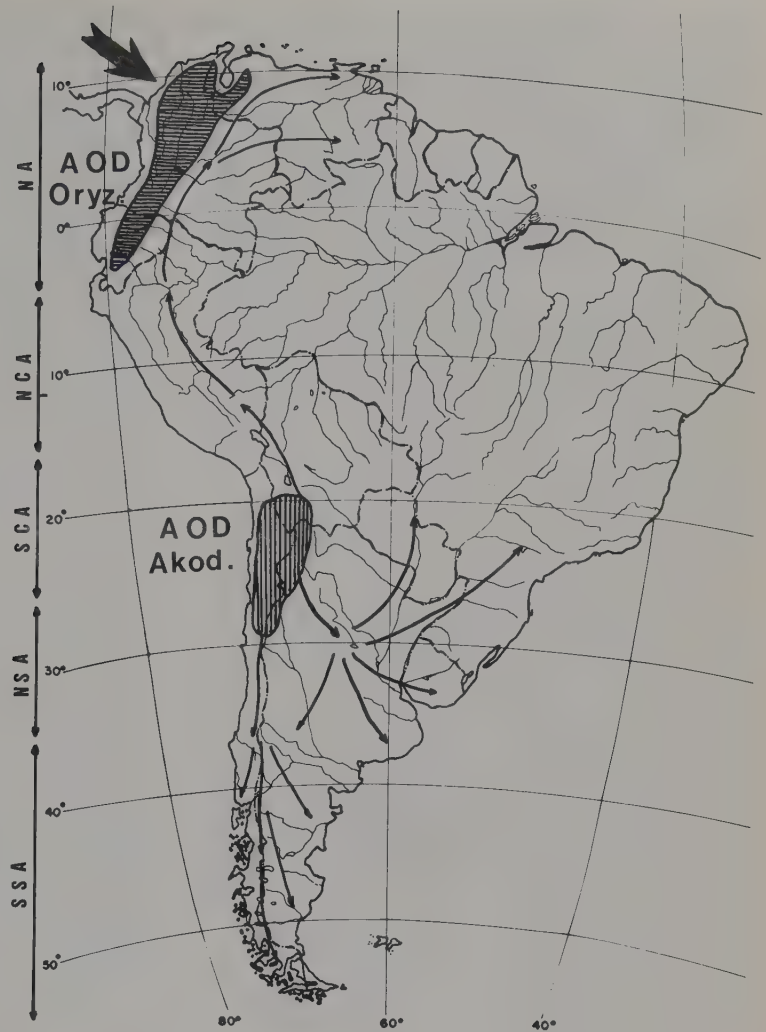 10°
NA
AOD
Oryz.
0°
NCA
10°
SCA
20°
AOD
Akod.
NSA
30°
40°
SSA
50°
80°
60°
40°